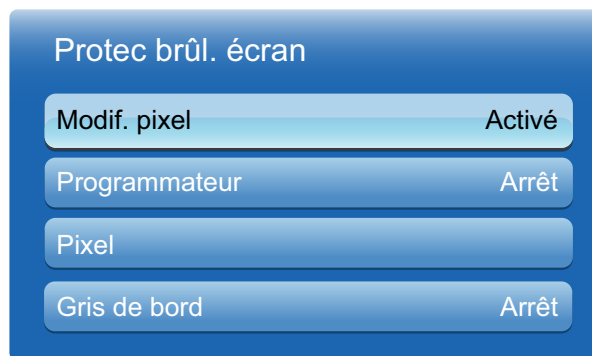 Protec brûl. écran
Modif. pixel Activé
Programmateur Arrêt
Pixel
Gris de bord Arrêt